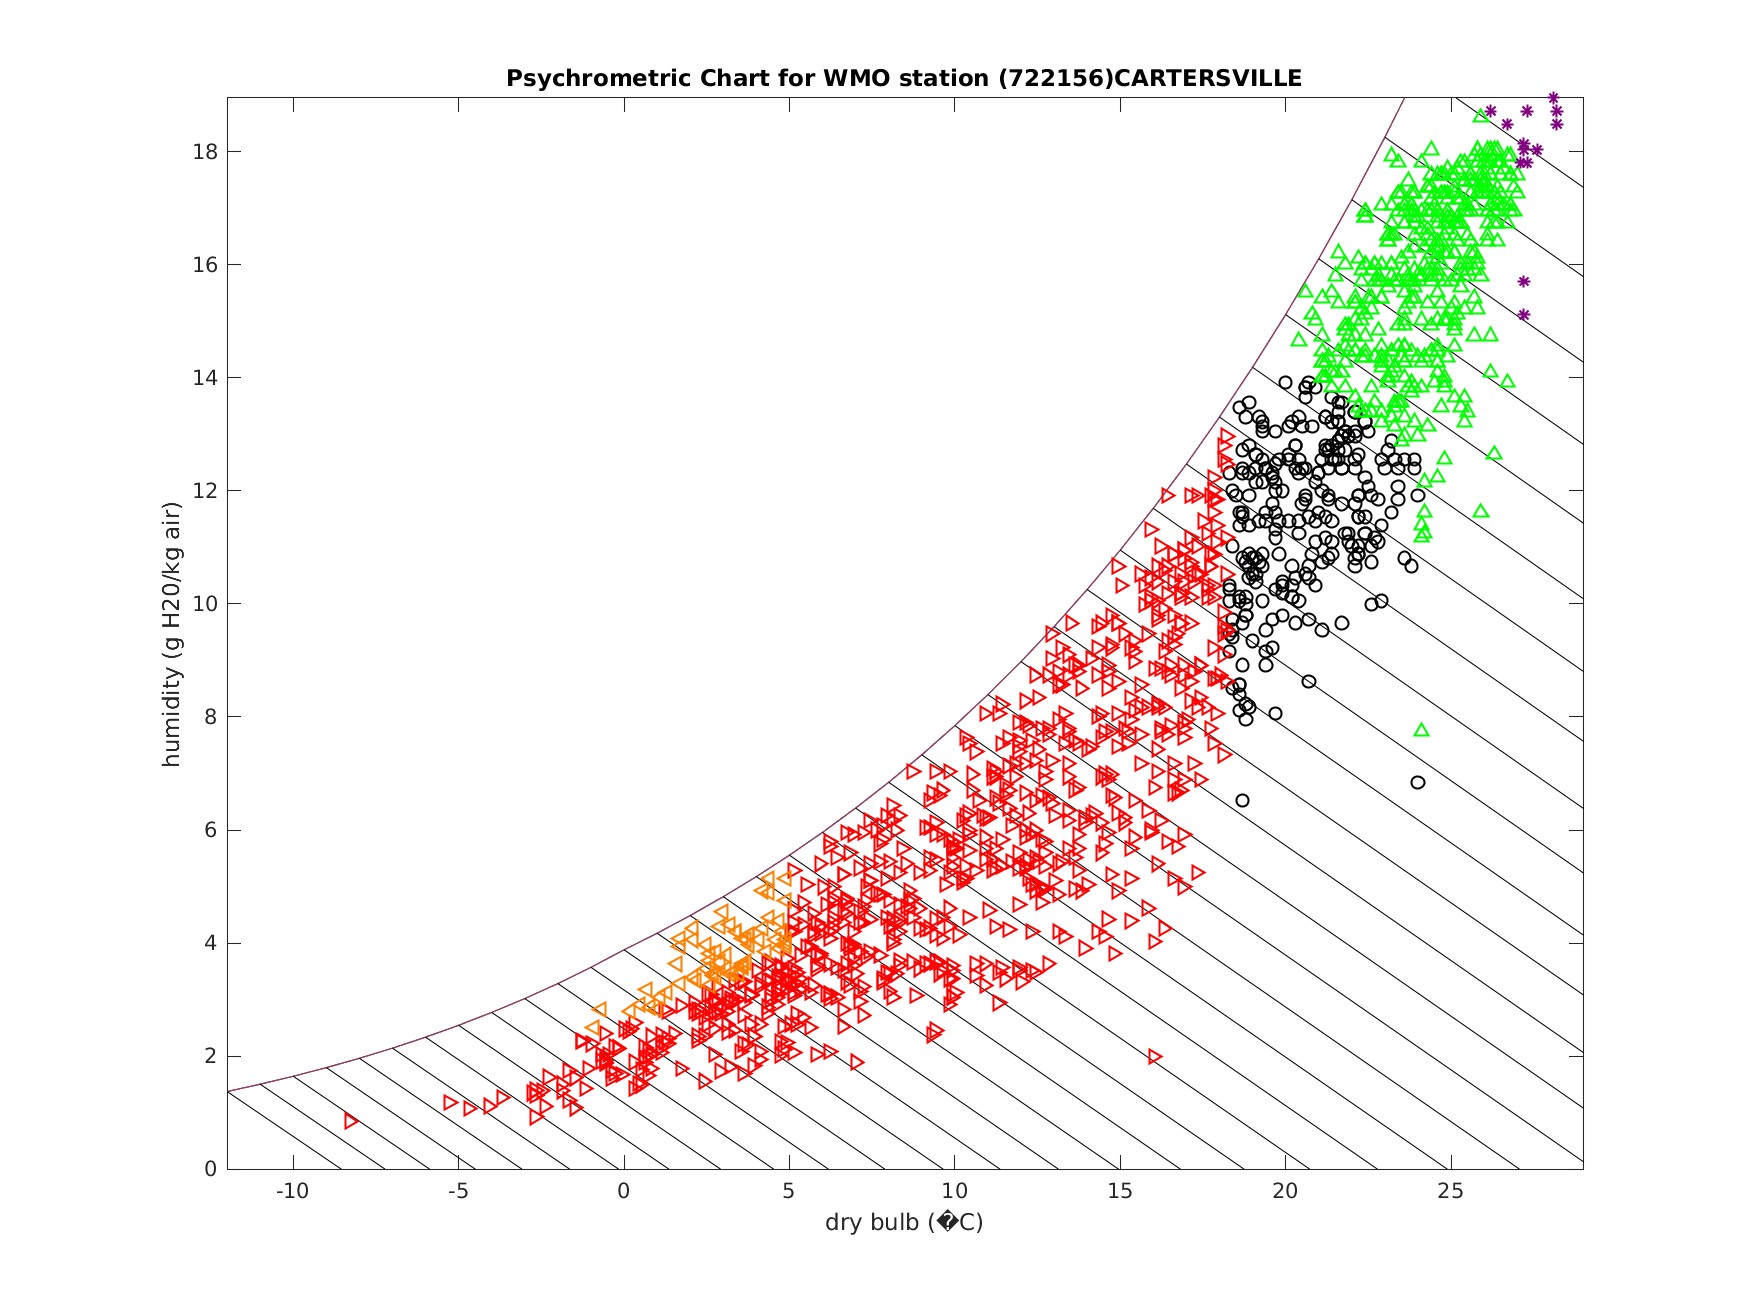 Psychrometric Chart for WMO station (722156)CARTERSVILLE
humidity (g H20/kg air)
18
16
14
12
10
8
6
4
2
0
-10 -5 0 5 10 15 20 25
dry bulb (�C)